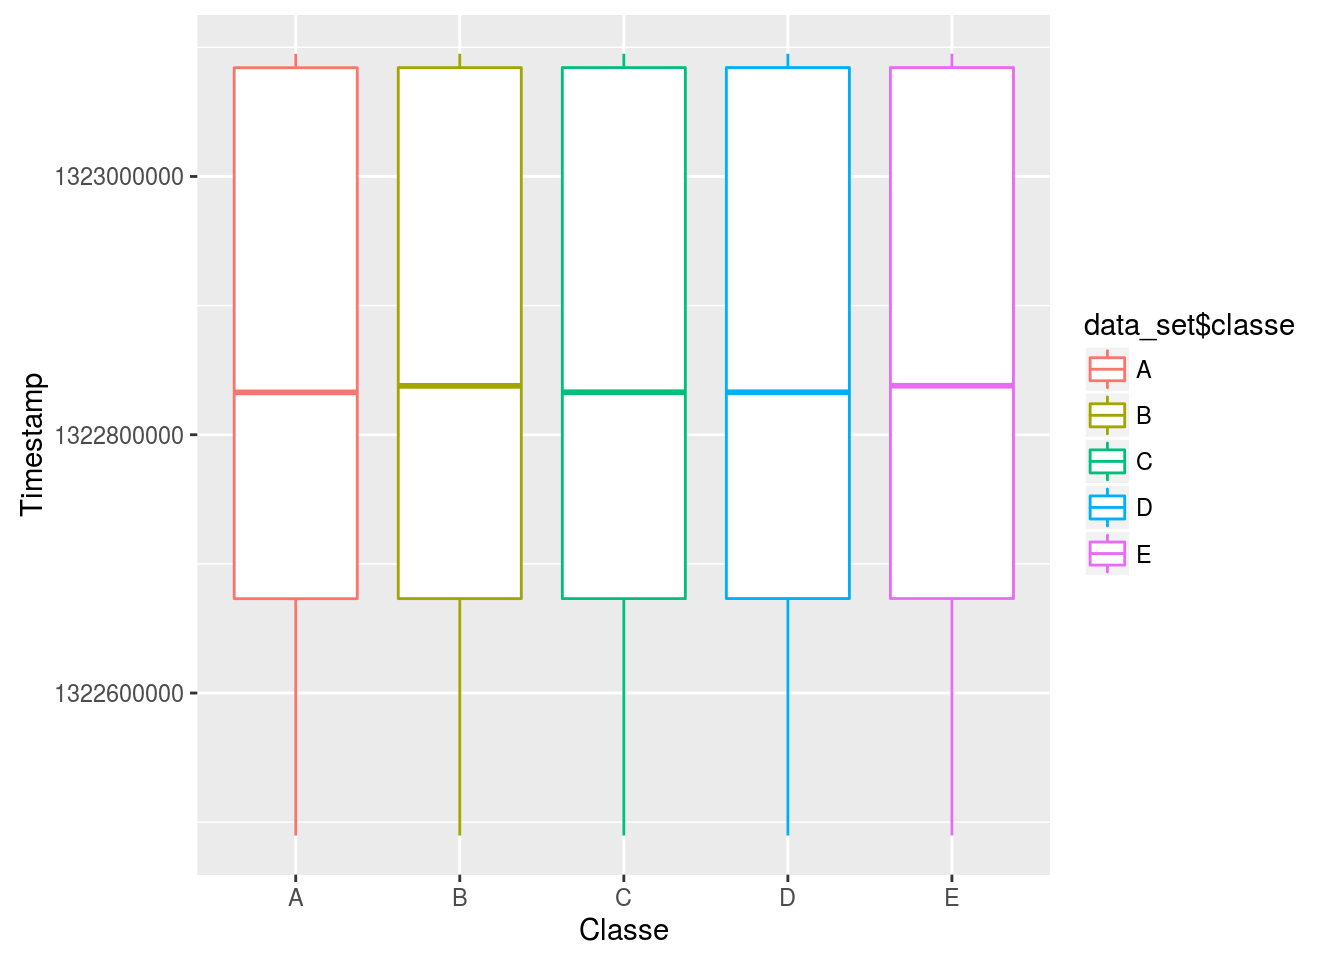 Timestamp
1323000000
1322800000
1322600000
A B C D E
Classe
data_set$classe
A
B
C
D
E